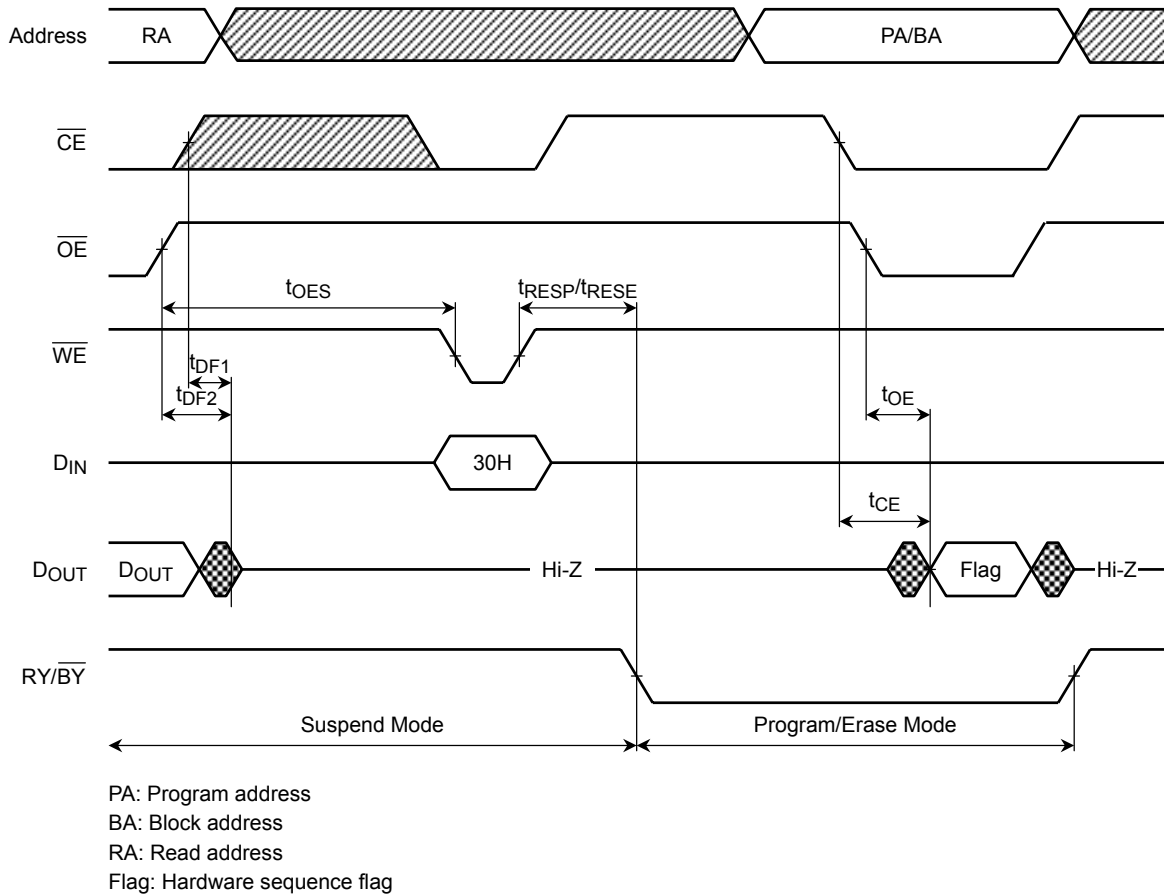 Address RA PA/BA
CE
OE
tOES tRESP/tRESE
WE
tDF1
tDF2
tOE
DIN 30H
tCE
DOUT DOUT Hi-Z Flag Hi-Z
RY/BY
Suspend Mode Program/Erase Mode
PA: Program address
BA: Block address
RA: Read address
Flag: Hardware sequence flag